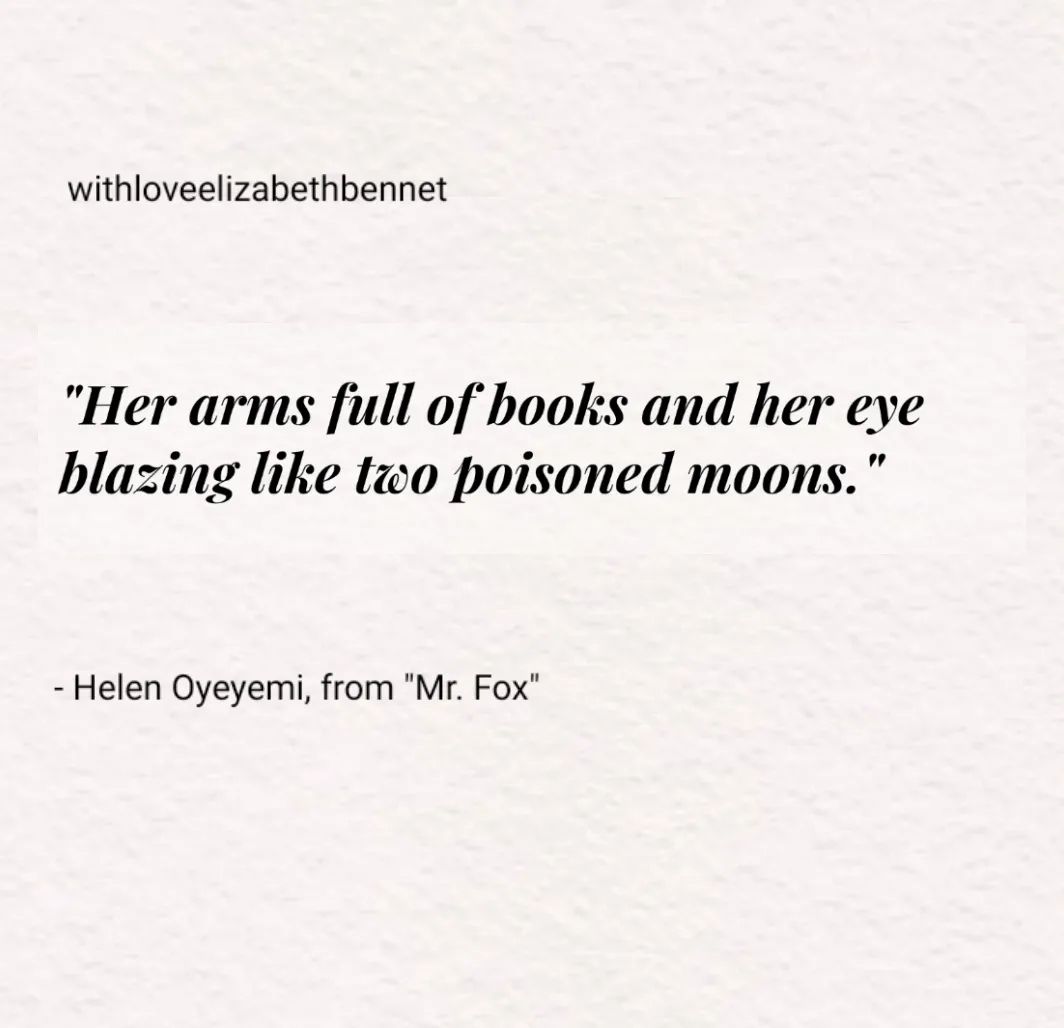 withloveelizabethbennet
"Her arms full of books and her eye
blazing like two poisoned moons."
- Helen Oyeyemi, from "Mr. Fox"